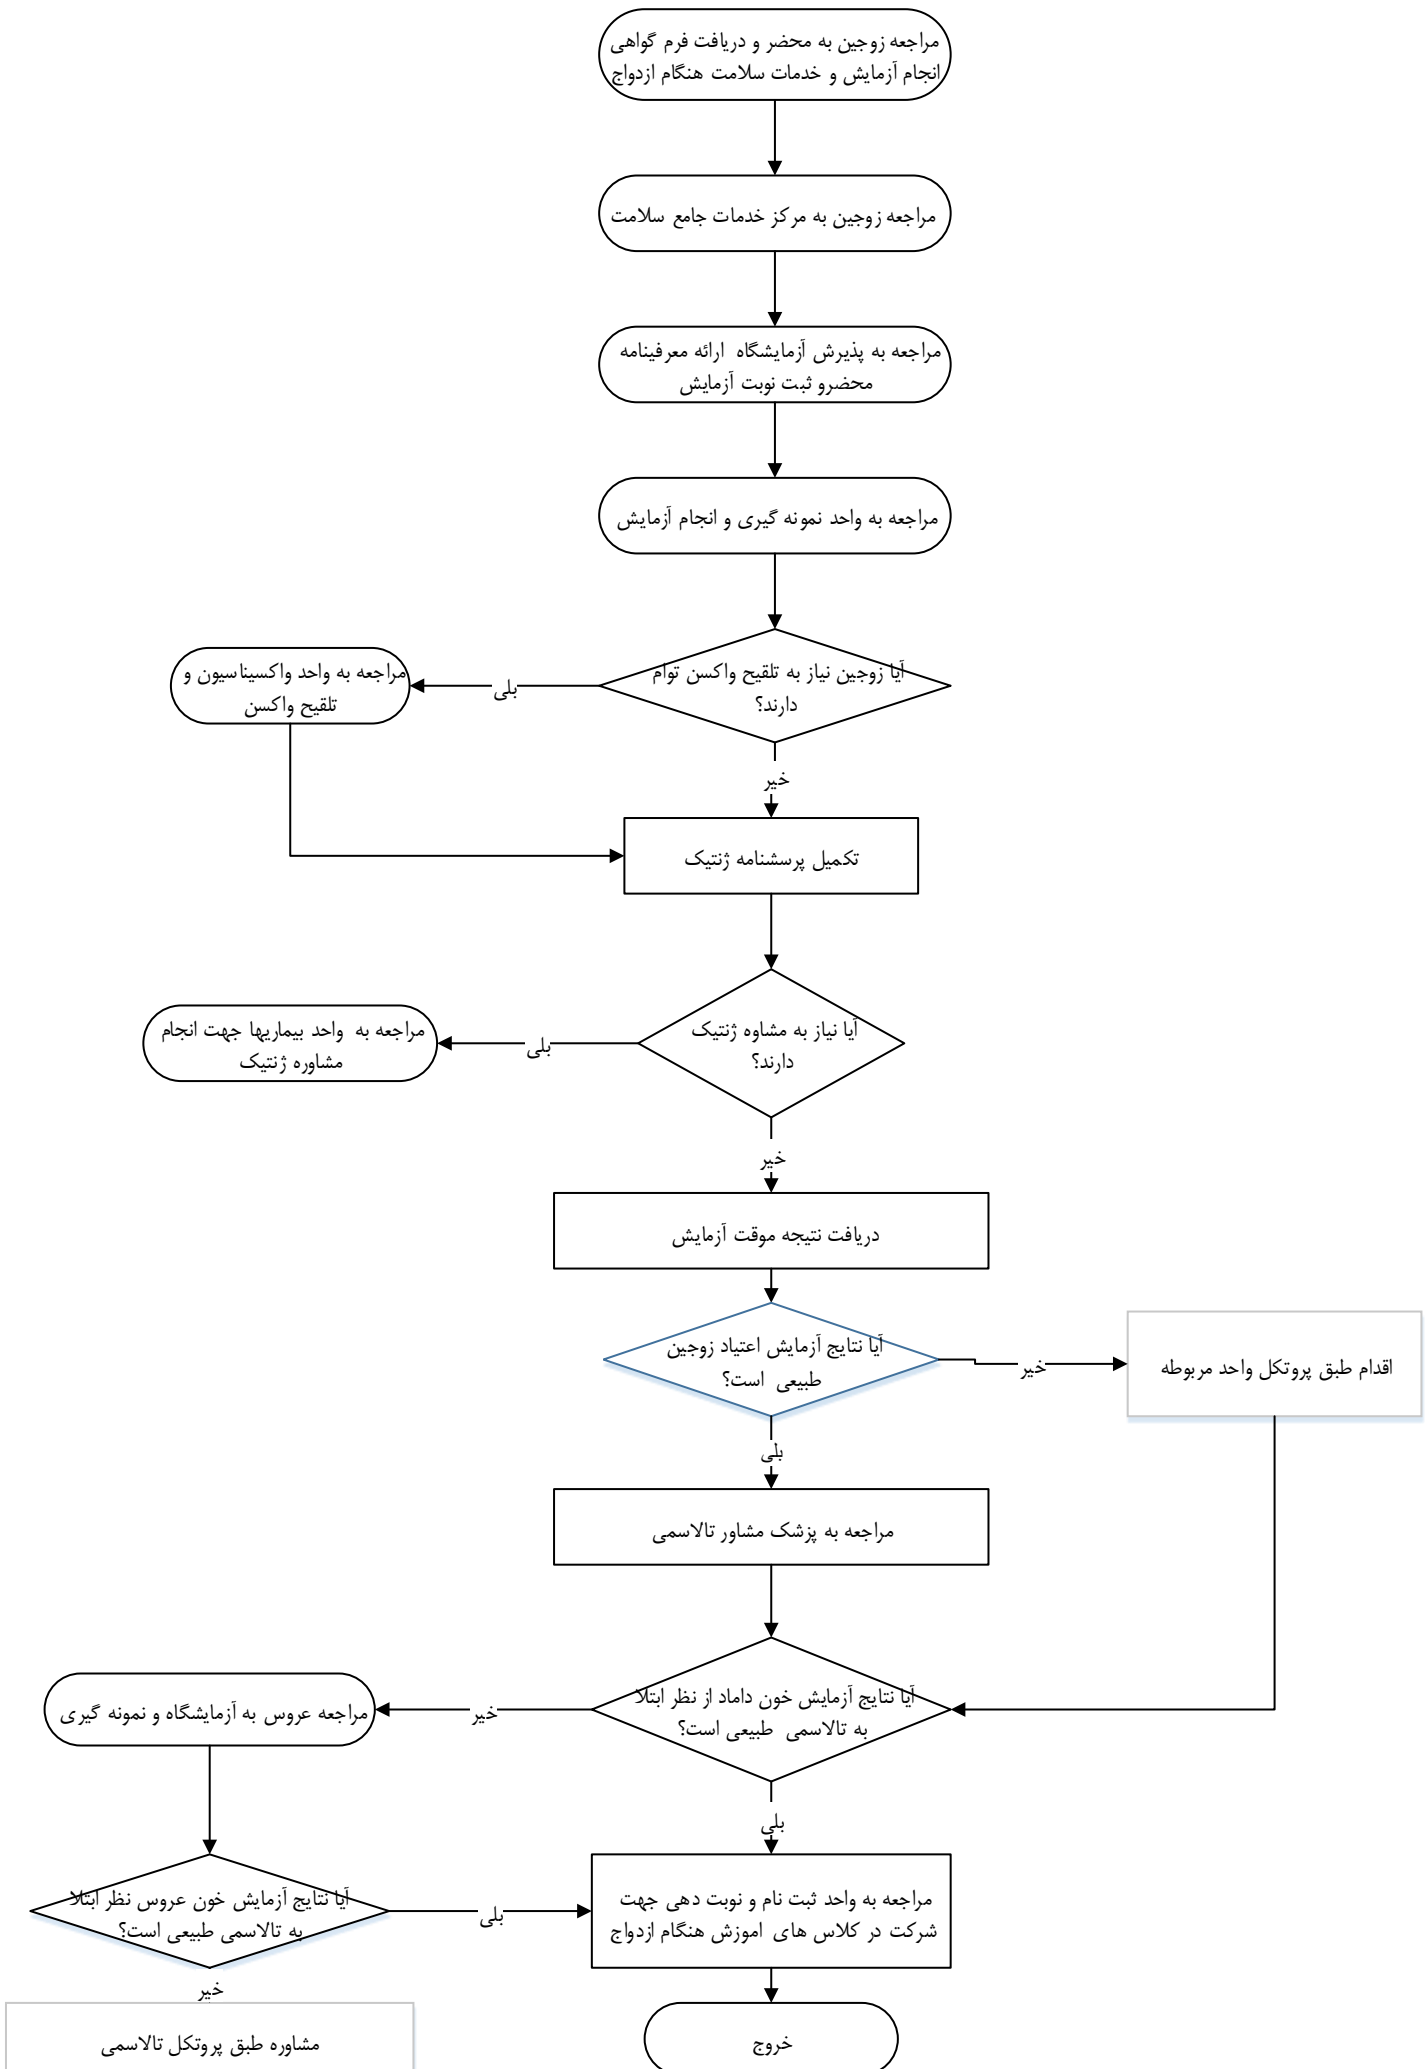 مراجعه زوجین به محضر و دریافت فرم گواهی
انجام آزمایش و خدمات سلامت هنگام ازدواج
مراجعه زوجین به مرکز خدمات جامع سلامت
مراجعه به پذیرش آزمایشگاه ارائه معرفینامه
محضرو ثبت نوبت آزمایش
مراجعه به واحد نمونه گیری و انجام آزمایش
آیا زوجین نیاز به تلقیح واکسن توام
دارند؟
بلی
مراجعه به واحد واکسیناسیون و
تلقیح واکسن
خیر
تکمیل پرسشنامه ژنتیک
آیا نیاز به مشاوه ژنتیک
دارند؟
بلی
مراجعه به واحد بیماریها جهت انجام
مشاوره ژنتیک
خیر
دریافت نتیجه موقت آزمایش
آیا نتایج آزمایش اعتیاد زوجین
طبیعی است؟
خیر
اقدام طبق پروتکل واحد مربوطه
بلی
مراجعه به پزشک مشاور تالاسمی
آیا نتایج آزمایش خون داماد از نظر ابتلا
به تالاسمی طبیعی است؟
خیر
مراجعه عروس به آزمایشگاه و نمونه گیری
بلی
آیا نتایج آزمایش خون عروس نظر ابتلا
به تالاسمی طبیعی است؟
بلی
مراجعه به واحد ثبت نام و نوبت دهی جهت
شرکت در کلاس های اموزش هنگام ازدواج
خیر
مشاوره طبق پروتکل تالاسمی
خروج